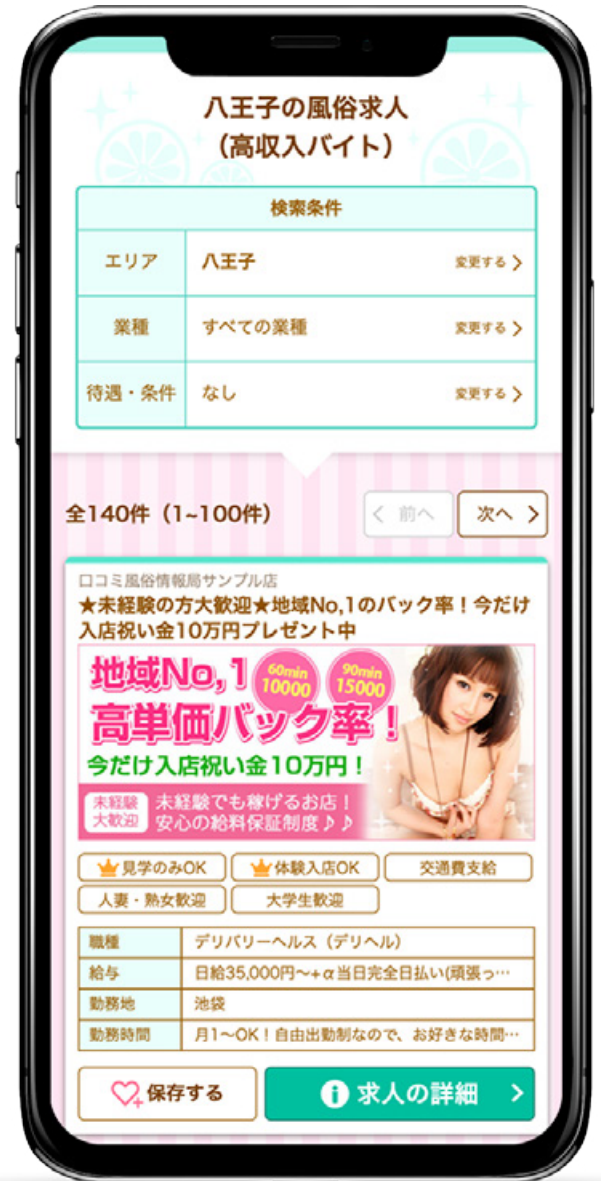 八王子の風俗求人
（高収入バイト）
検索条件
エリア 八王子 変更する
業種 すべての業種 変更する
待遇・条件 なし 変更する
全140件（1~100件） 前へ 次へ
口コミ風俗情報局サンプル店
★未経験の方大歓迎★地域No,1のバック率！今だけ
入店祝い金10万円プレゼント中
地域No,1 60min 10000 90min 15000
高単価バック率！
今だけ入店祝い金10万円！
未経験 大歓迎 未経験でも稼げるお店！
安心の給料保証制度♪♪
見学のみOK 体験入店OK 交通費支給
人妻・熟女歓迎 大学生歓迎
職種 デリバリーヘルス（デリヘル）
給与 日給35,000円〜+α当日完全日払い(頑張っ…
勤務地 池袋
勤務時間 月1〜OK！自由出勤制なので、お好きな時間…
保存する 求人の詳細